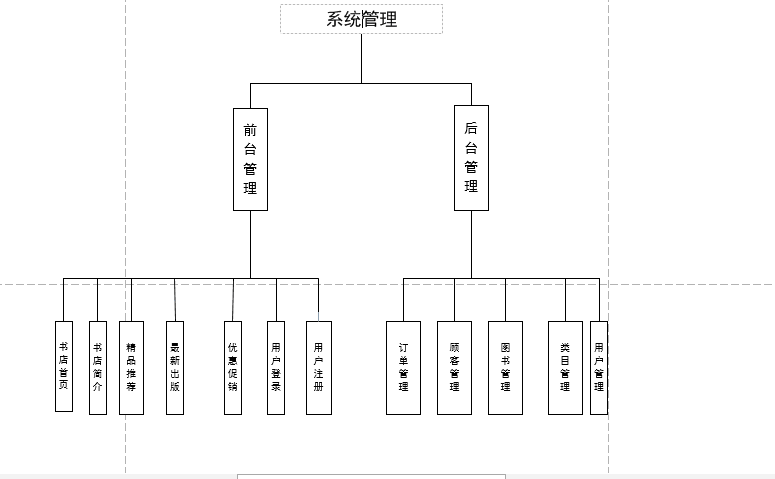 系统管理
前台管理
后台管理
书店首页
书店简介
精品推荐
最新出版
优惠促销
用户登录
用户注册
订单管理
顾客管理
图书管理
类目管理
用户管理